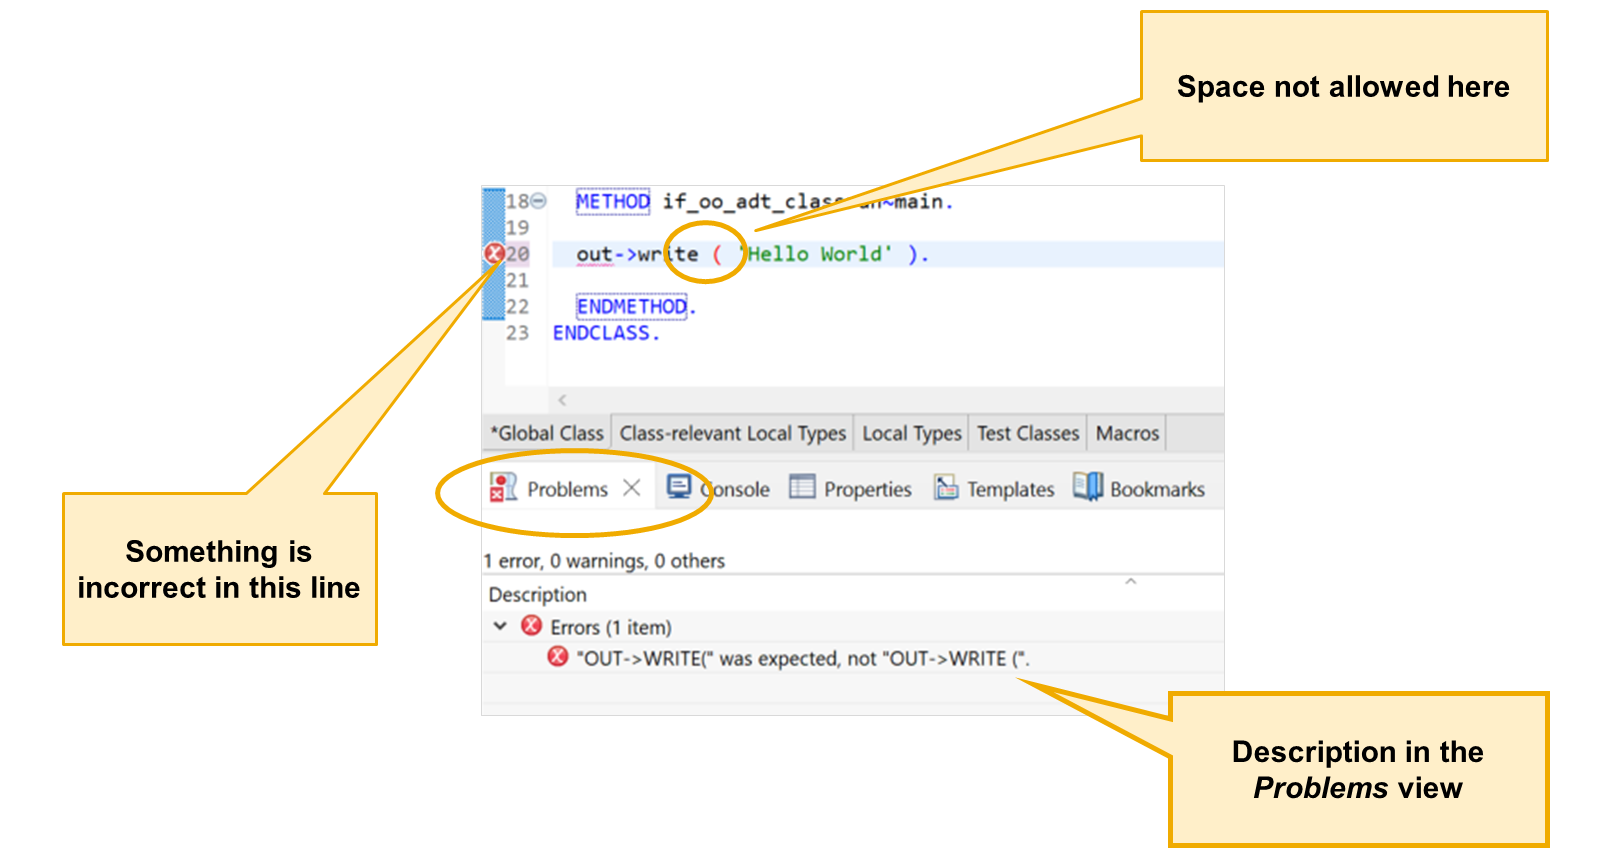 Space not allowed here
18 METHOD if_oo_adt_class n~main.
19
20 out->write ( 'Hello World' ).
21
22 ENDMETHOD.
23 ENDCLASS.
*Global Class Class-relevant Local Types Local Types Test Classes Macros
Problems Console Properties Templates Bookmarks
Something is
incorrect in this line
1 error, 0 warnings, 0 others
Description
Errors (1 item)
"OUT->WRITE(" was expected, not "OUT->WRITE (".
Description in the
Problems view